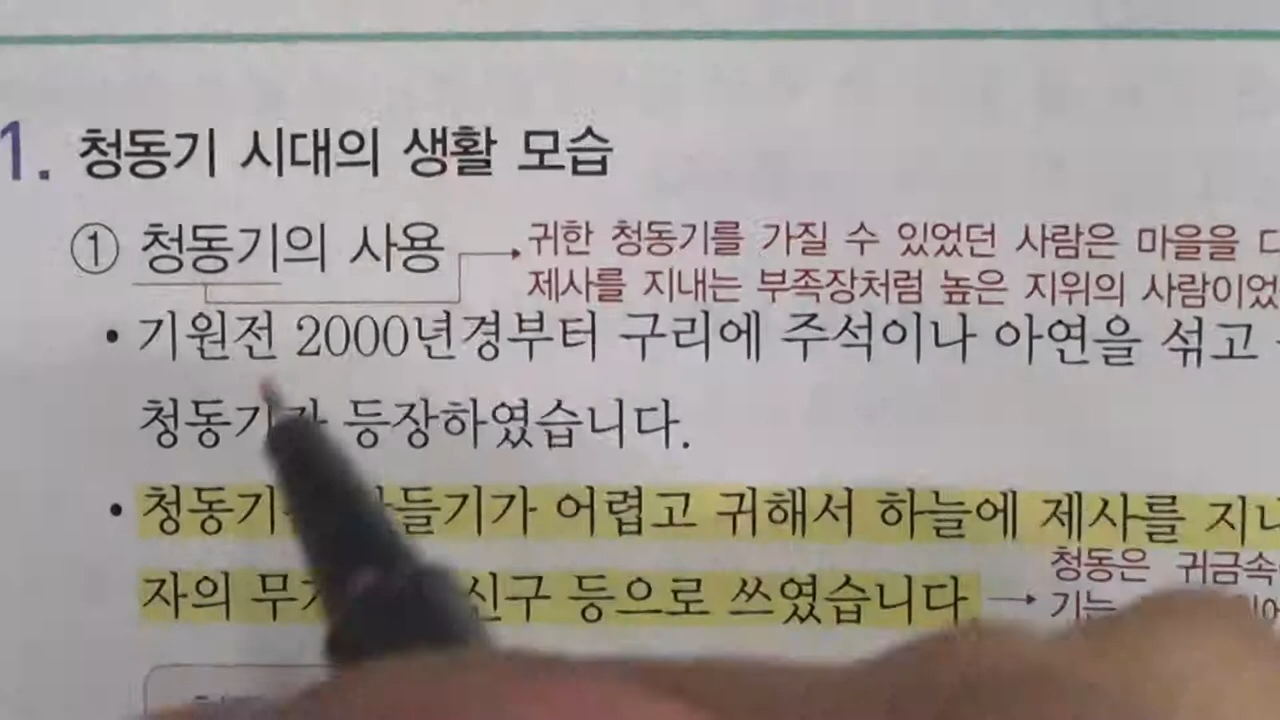 1. 청동기 시대의 생활 모습
① 청동기의 사용
귀한 청동기를 가질 수 있었던 사람은 마을을
제사를 지내는 부족장처럼 높은 지위의 사람이었
• 기원전 2000년경부터 구리에 주석이나 아연을 섞고
청동기가 등장하였습니다.
• 청동기 어렵고 귀해서 하늘에 제사를 지내
자의 등으로 쓰였습니다.
청동은 귀금속
기는